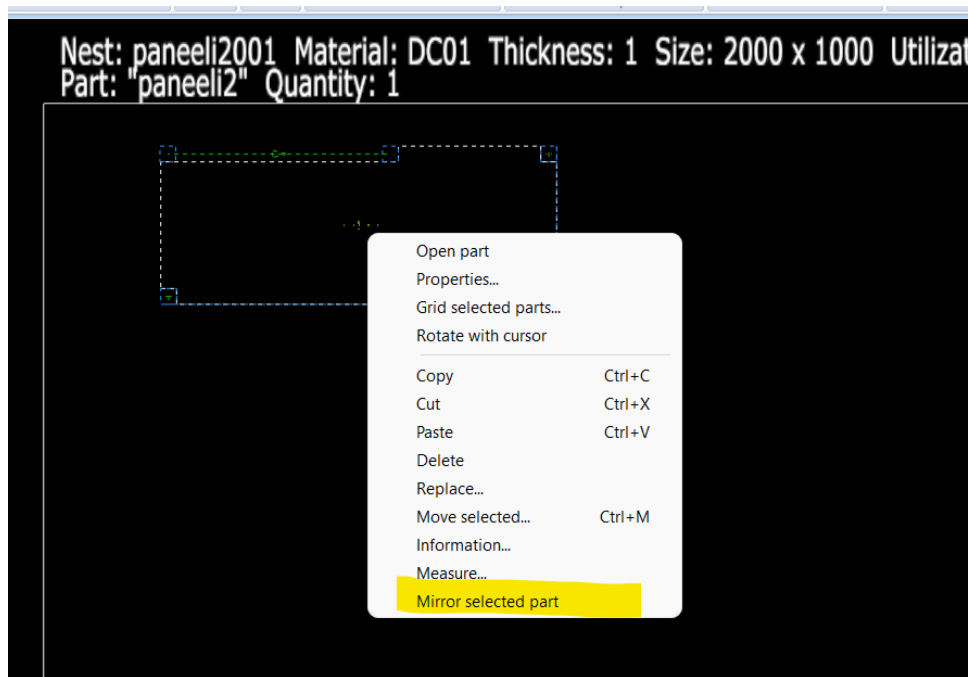 Nest: paneeli2001 Material: DC01 Thickness: 1 Size: 2000 x 1000
Part: "paneeli2" Quantity: 1
Open part
Properties...
Grid selected parts...
Rotate with cursor
Copy Ctrl+C
Cut Ctrl+X
Paste Ctrl+V
Delete
Replace...
Move selected... Ctrl+M
Information...
Measure...
Mirror selected part